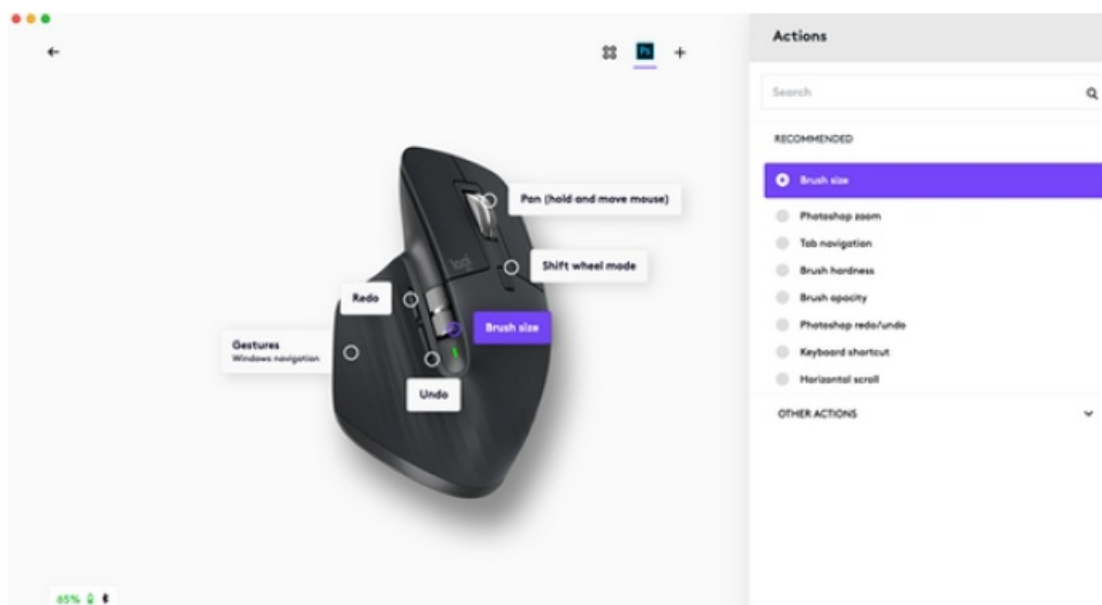 Ps
Actions
Search
RECOMMENDED
Brush size
Photoshop zoom
Tab navigation
Brush hardness
Brush opacity
Photoshop redo/undo
Keyboard shortcut
Horizontal scroll
OTHER ACTIONS
Pan (hold and move mouse)
Shift wheel mode
logi
Redo
Brush size
Gestures
Windows navigation
Undo
65%